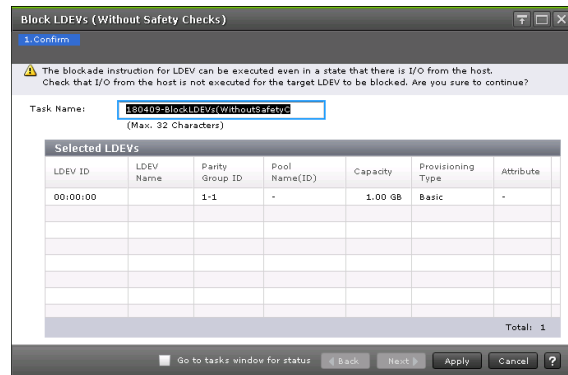 Block LDEVs (Without Safety Checks)
1.Confirm
The blockade instruction for LDEV can be executed even in a state that there is I/O from the host.
Check that I/O from the host is not executed for the target LDEV to be blocked. Are you sure to continue?
Task Name: 180409-BlockLDEVs(WithoutSafetyC
(Max. 32 Characters)
Selected LDEVs
LDEV ID LDEV Name Parity Group ID Pool Name(ID) Capacity Provisioning Type Attribute
00:00:00 1-1 - 1.00 GB Basic -
Total: 1
Go to tasks window for status Back Next Apply Cancel ?